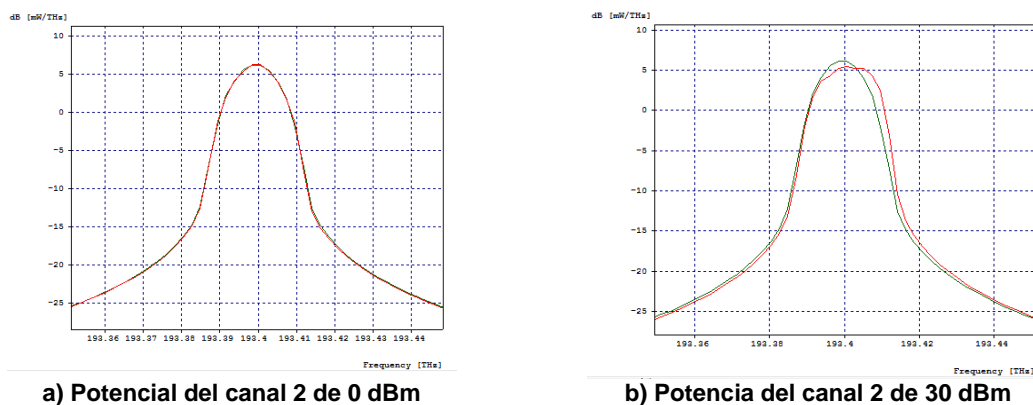 dB [mW/THz]
10
5
0
-5
-10
-15
-20
-25
193.36 193.37 193.38 193.39 193.4 193.41 193.42 193.43 193.44
Frequency [THz]
a) Potencial del canal 2 de 0 dBm
dB [mW/THz]
10
5
0
-5
-10
-15
-20
-25
193.36 193.38 193.4 193.42 193.44
Frequency [THz]
b) Potencia del canal 2 de 30 dBm